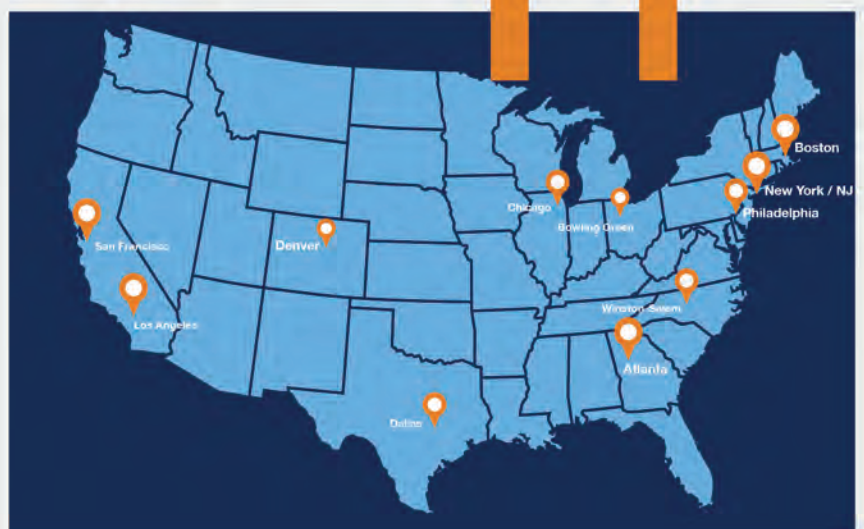 Boston
New York / NJ
Philadelphia
Chicago
Bowling Green
San Francisco
Denver
Winston Salem
Los Angeles
Atlanta
Dallas